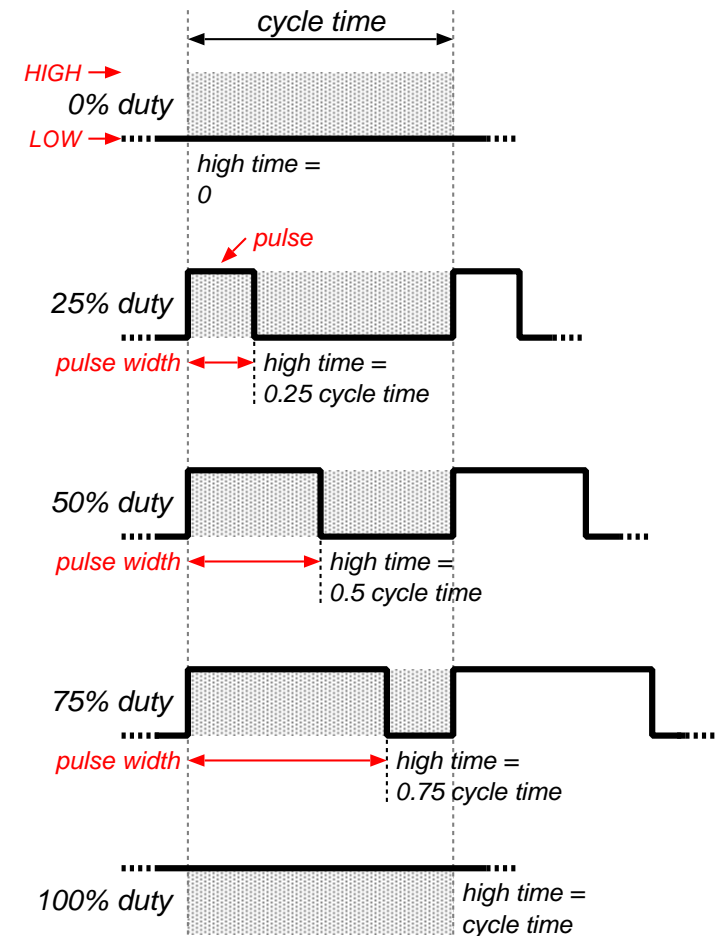 cycle time
HIGH
0% duty
LOW
high time =
0
pulse
25% duty
pulse width
high time =
0.25 cycle time
50% duty
pulse width
high time =
0.5 cycle time
75% duty
pulse width
high time =
0.75 cycle time
100% duty
high time =
cycle time